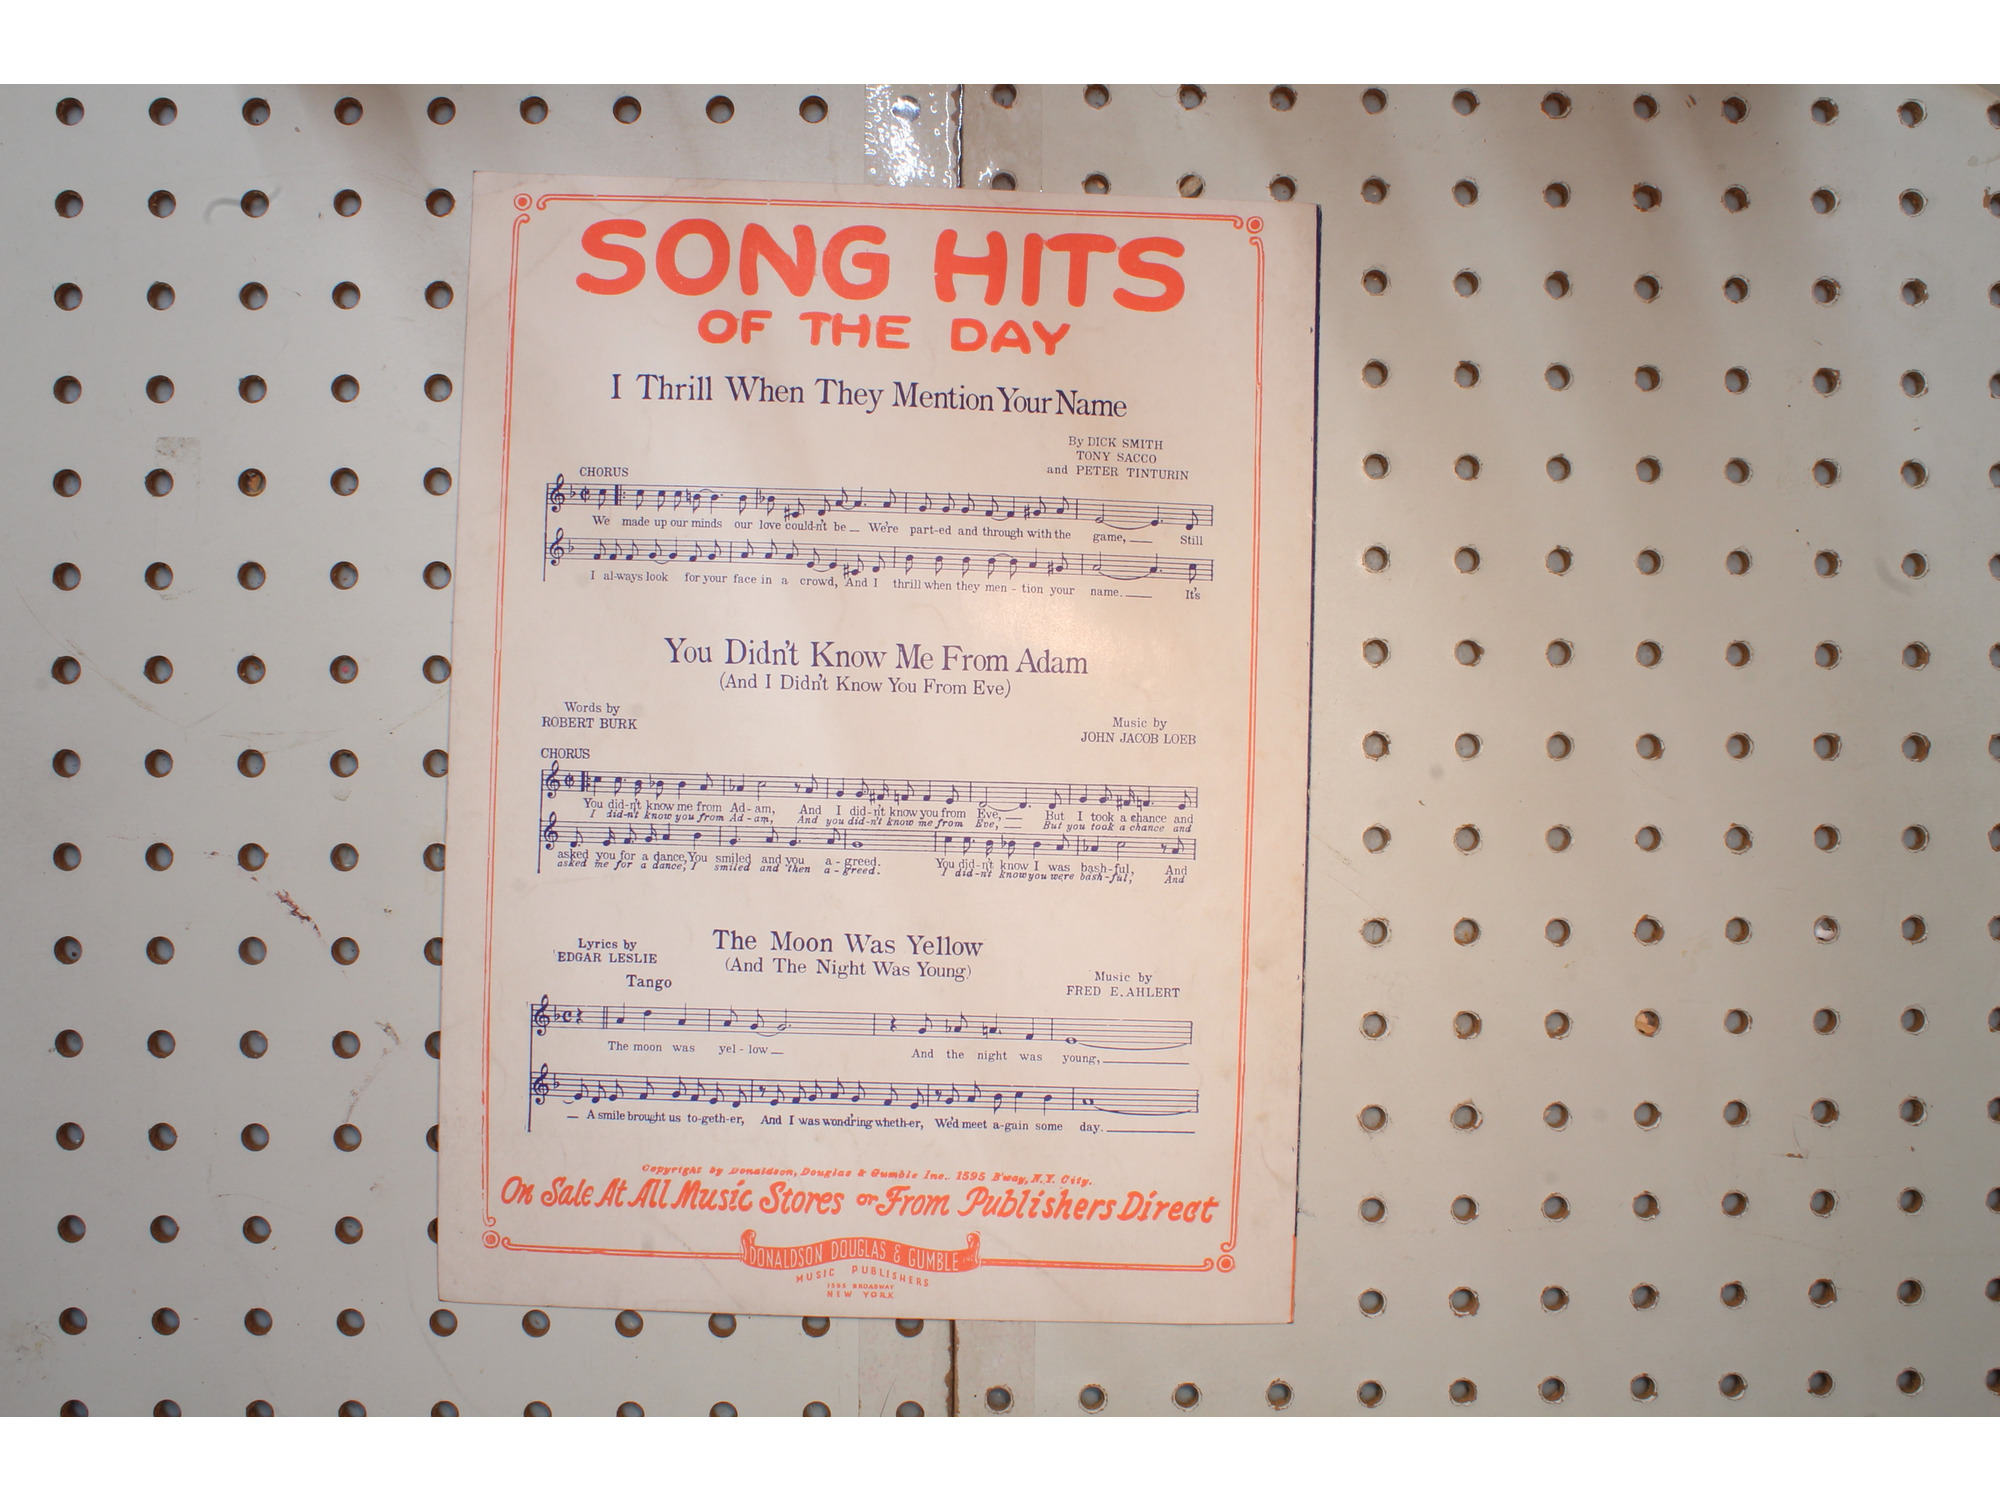 SONG HITS
OF THE DAY
I Thrill When They Mention Your Name
By DICK SMITH
TONY SACCO
and PETER TINTURIN
CHORUS
We made up our minds our love could-n't be We're part-ed and through with the game, Still
I al-ways look for your face in a crowd, And I thrill when they men - tion your name. It's
You Didn't Know Me From Adam
(And I Didn't Know You From Eve)
Words by
ROBERT BURK
Music by
JOHN JACOB LOEB
CHORUS
You did-n't know me from Ad-am, And I did-n't know you from Eve, But I took a chance and
I did-n't know you from Ad-am, And you did-n't know me from Eve, But you took a chance and
asked you for a dance, You smiled and you a-greed. You did-n't know I was bash-ful, And
asked me for a dance, I smiled and then a-greed. I did-n't know you were bash-ful, And
The Moon Was Yellow
(And The Night Was Young)
Lyrics by
EDGAR LESLIE
Music by
FRED E. AHLERT
Tango
The moon was yel-low And the night was young,
A smile brought us to-geth-er, And I was wond'ring wheth-er, We'd meet a-gain some day.
Copyright by Donaldson, Douglas & Gumble Inc.. 1595 B'way, N.Y. City.
On Sale At All Music Stores or From Publishers Direct
DONALDSON DOUGLAS & GUMBLE INC
MUSIC PUBLISHERS
1595 BROADWAY
NEW YORK